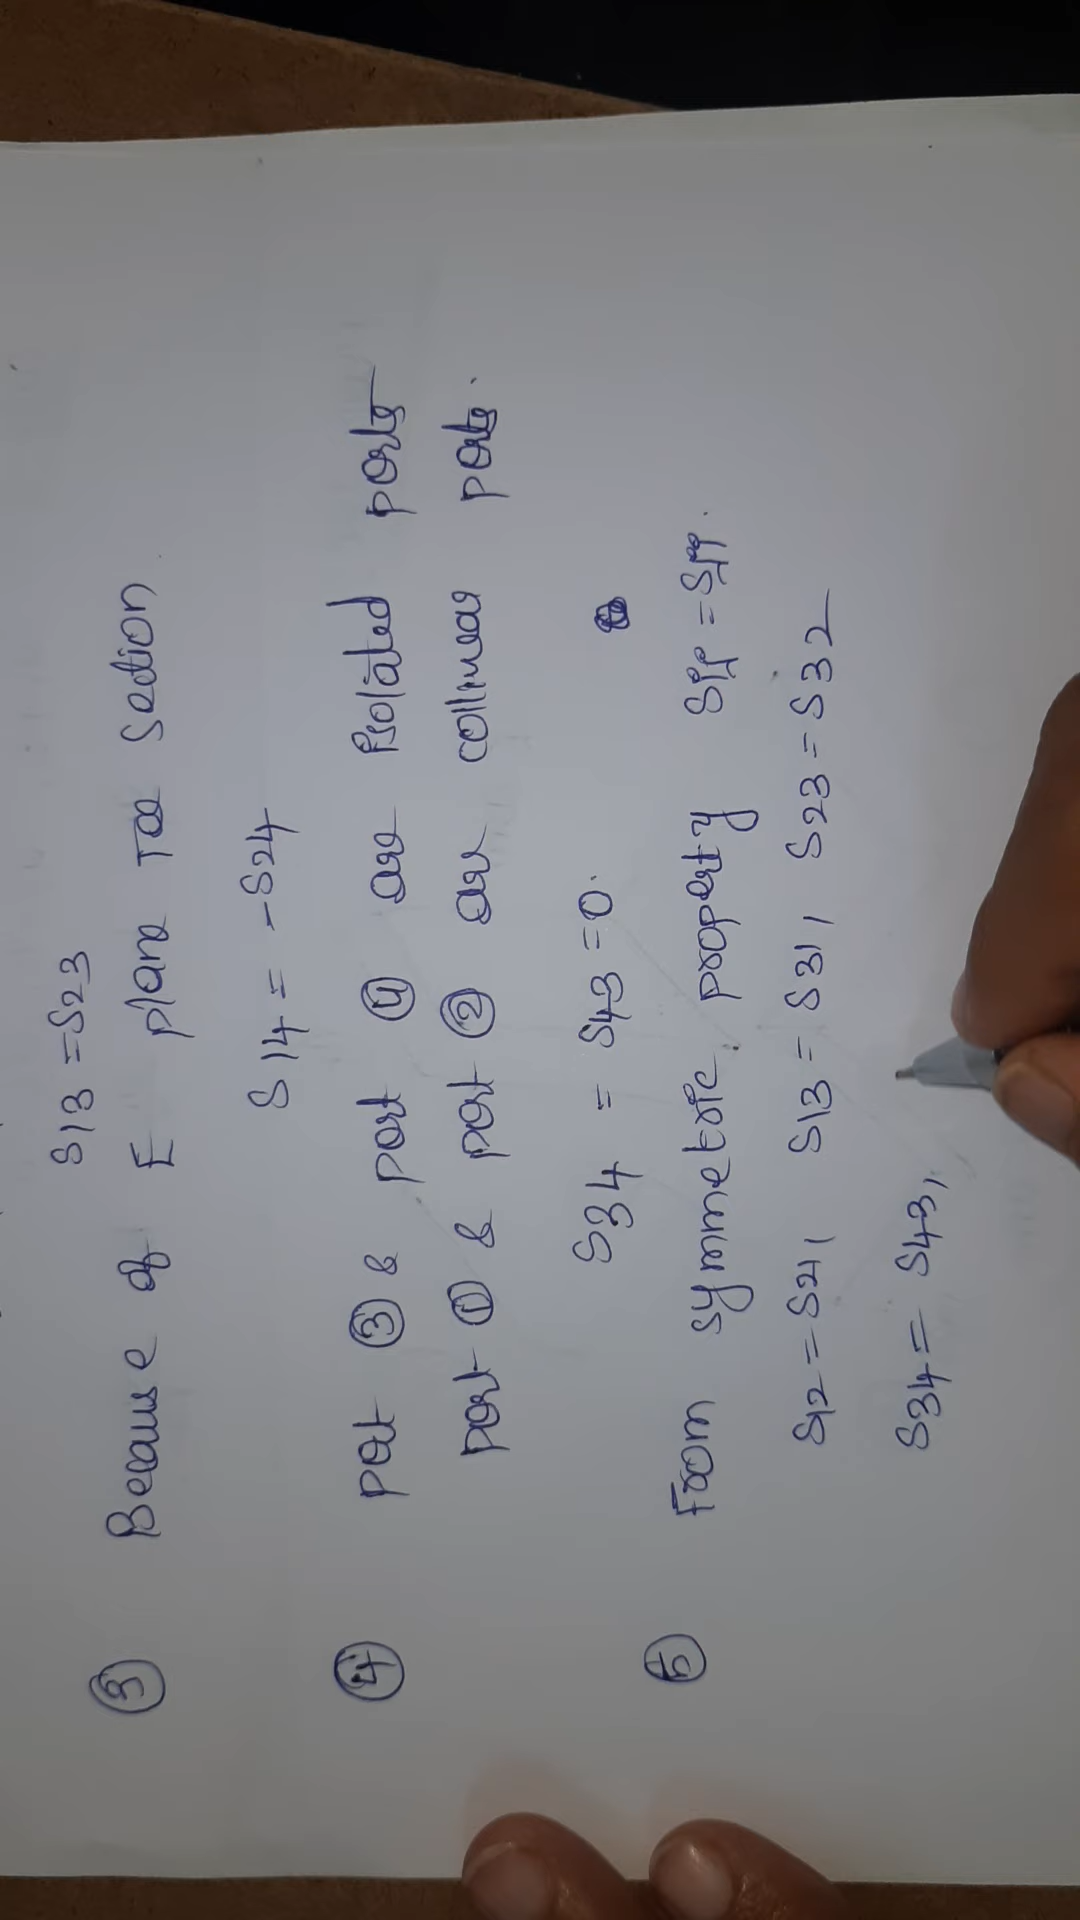 S13 = S23
③ Because of E plane Tee section.
S14 = -S24
④ port ③ & port ④ are isolated ports
port ① & port ② are collinear ports.
S34 = S43 = 0.
⑤ From symmetric property Sij = Sji.
S12 = S21, S13 = S31, S23 = S32
S34 = S43,